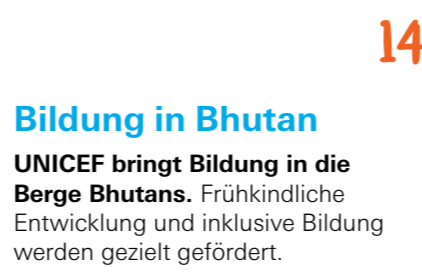 14
Bildung in Bhutan
UNICEF bringt Bildung in die
Berge Bhutans. Frühkindliche
Entwicklung und inklusive Bildung
werden gezielt gefördert.